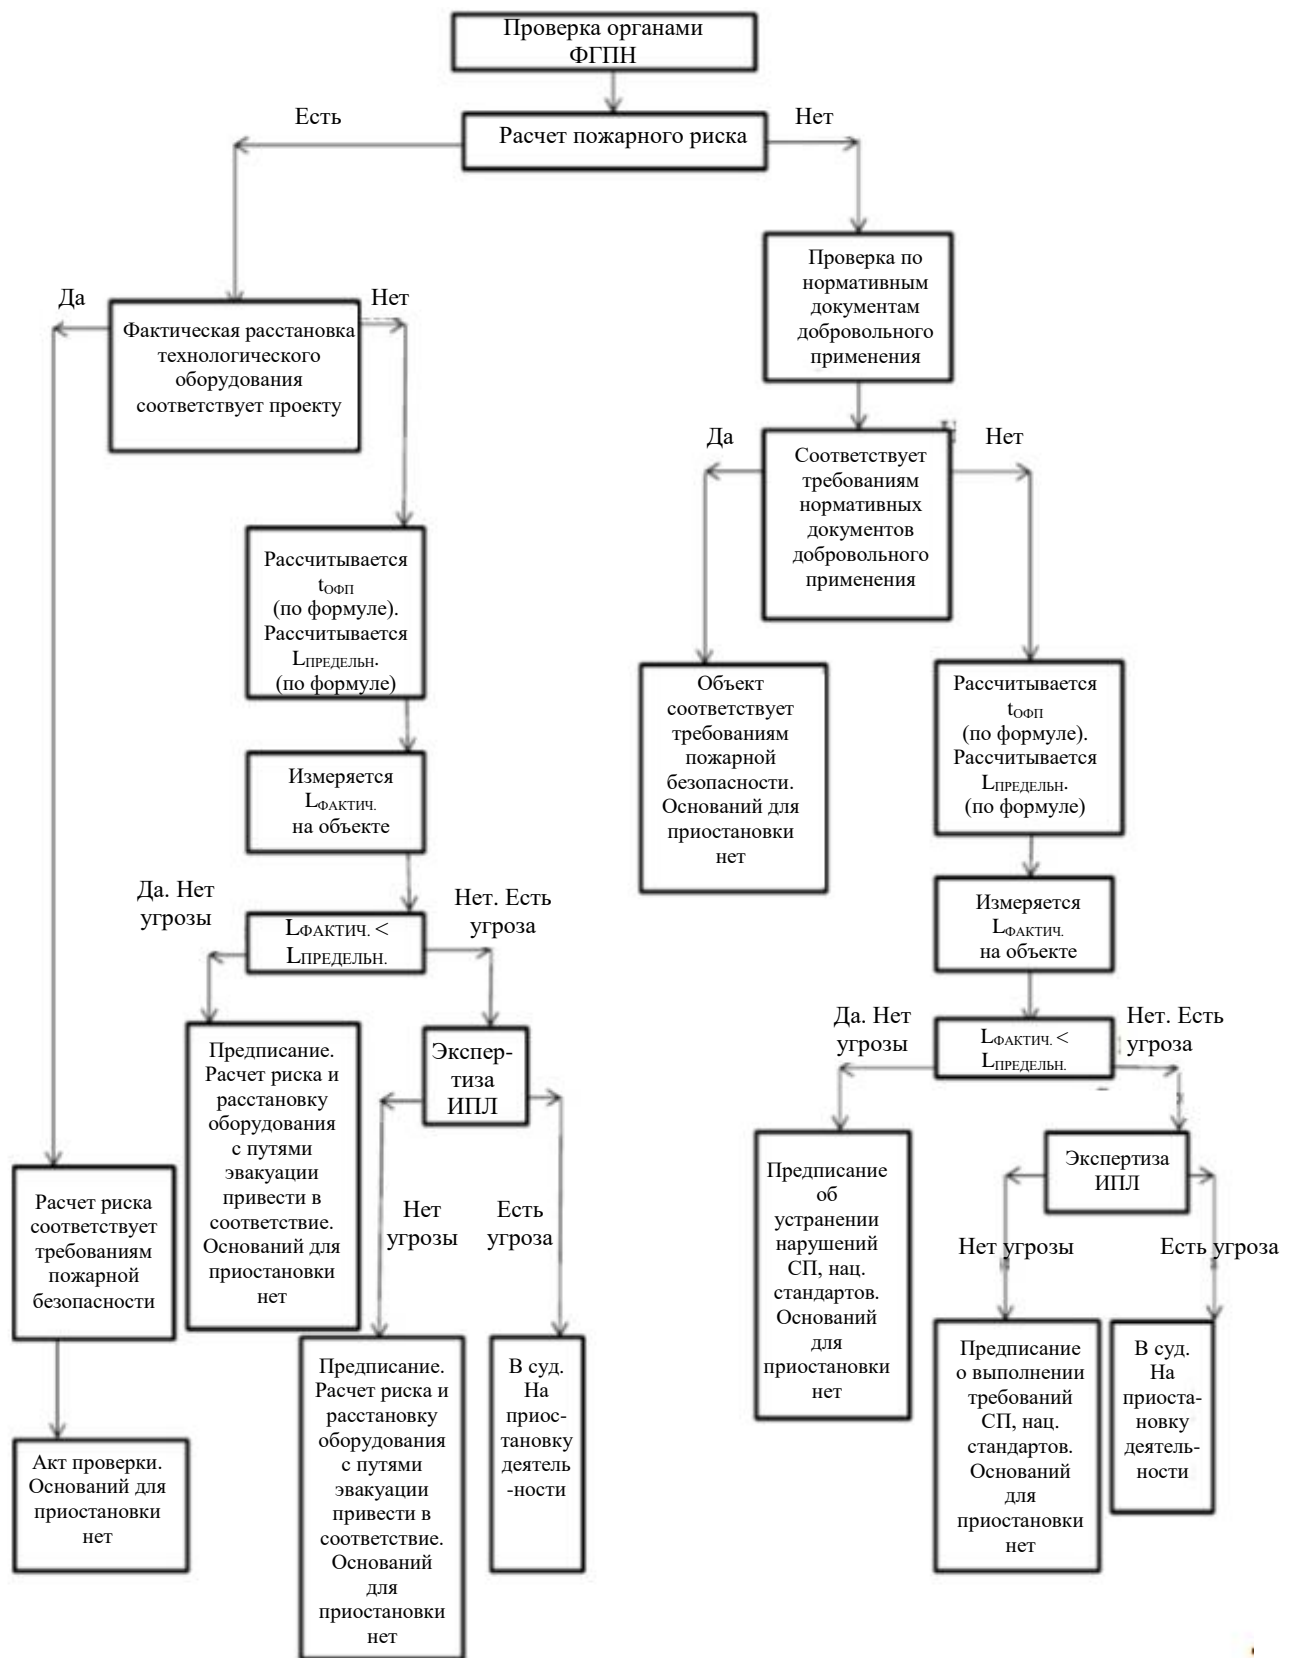 Проверка органами
ФГПН
Есть
Расчет пожарного риска
Нет
Да
Фактическая расстановка
технологического
оборудования
соответствует проекту
Нет
Проверка по
нормативным
документам
добровольного
применения
Да
Соответствует
требованиям
нормативных
документов
добровольного
применения
Нет
Рассчитывается
tОФП
(по формуле).
Рассчитывается
LПРЕДЕЛЬН.
(по формуле)
Измеряется
LФАКТИЧ.
на объекте
Да. Нет
угрозы
LФАКТИЧ. <
LПРЕДЕЛЬН.
Нет. Есть
угроза
Объект
соответствует
требованиям
пожарной
безопасности.
Оснований для
приостановки
нет
Рассчитывается
tОФП
(по формуле).
Рассчитывается
LПРЕДЕЛЬН.
(по формуле)
Измеряется
LФАКТИЧ.
на объекте
Да. Нет
угрозы
LФАКТИЧ. <
LПРЕДЕЛЬН.
Нет. Есть
угроза
Предписание.
Расчет риска и
расстановку
оборудования
с путями
эвакуации
привести в
соответствие.
Оснований для
приостановки
нет
Экспер-
тиза
ИПЛ
Нет
угрозы
Есть
угроза
Расчет риска
соответствует
требованиям
пожарной
безопасности
Акт проверки.
Оснований для
приостановки
нет
Предписание.
Расчет риска и
расстановку
оборудования
с путями
эвакуации
привести в
соответствие.
Оснований
для
приостановки
нет
В суд.
На
приос-
тановку
деятель
-ности
Предписание
об
устранении
нарушений
СП, нац.
стандартов.
Оснований
для
приостановки
нет
Экспертиза
ИПЛ
Нет угрозы
Есть угроза
Предписание
о выполнении
требований
СП, нац.
стандартов.
Оснований
для
приостановки
нет
В суд.
На
приоста-
новку
деятель-
ности